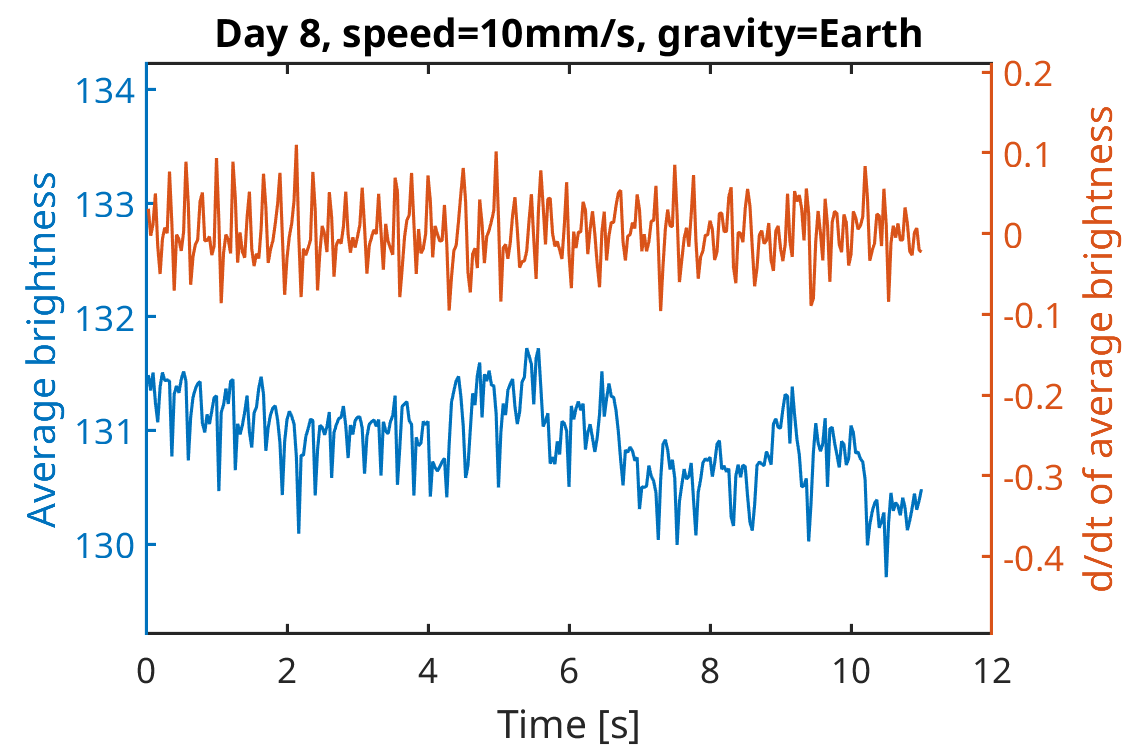 Day 8, speed=10mm/s, gravity=Earth
134
133
132
131
130
Average brightness
0.2
0.1
0
-0.1
-0.2
-0.3
-0.4
d/dt of average brightness
0 2 4 6 8 10 12
Time [s]